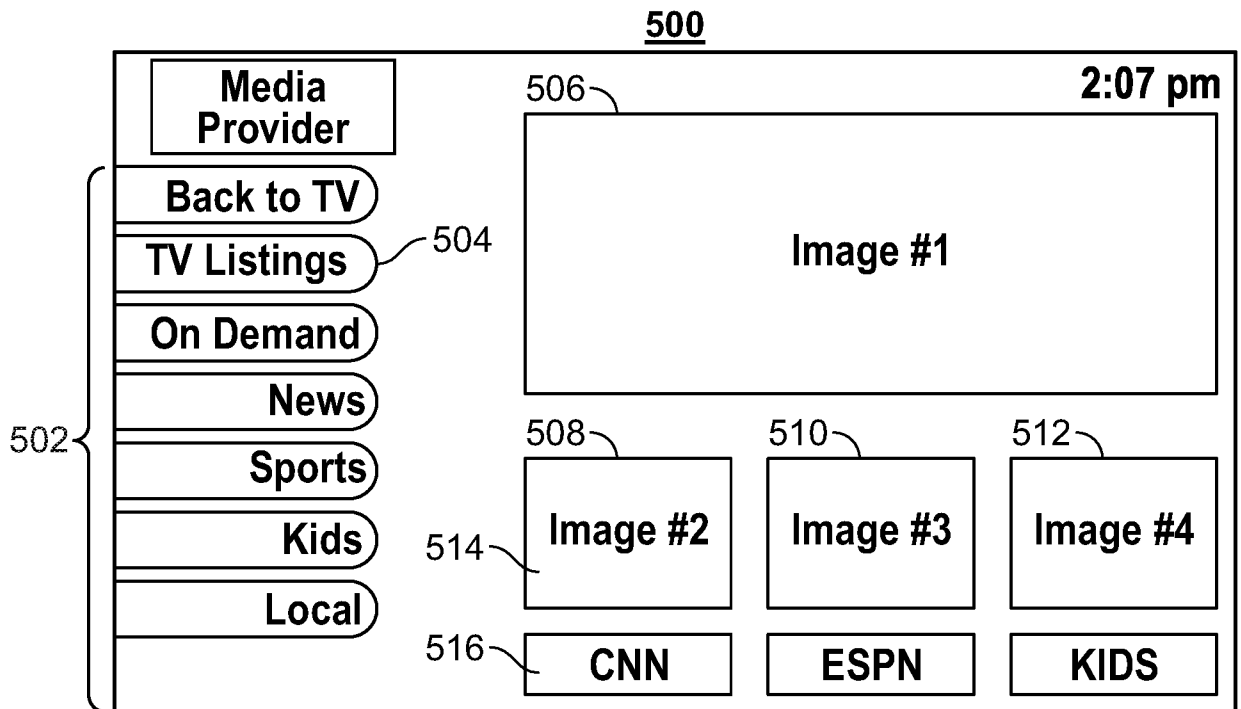 500
Media
Provider
2:07 pm
506
Back to TV
TV Listings
504
Image #1
On Demand
News
502
508
510
512
Sports
Kids
Image #2
Image #3
Image #4
514
Local
516
CNN
ESPN
KIDS